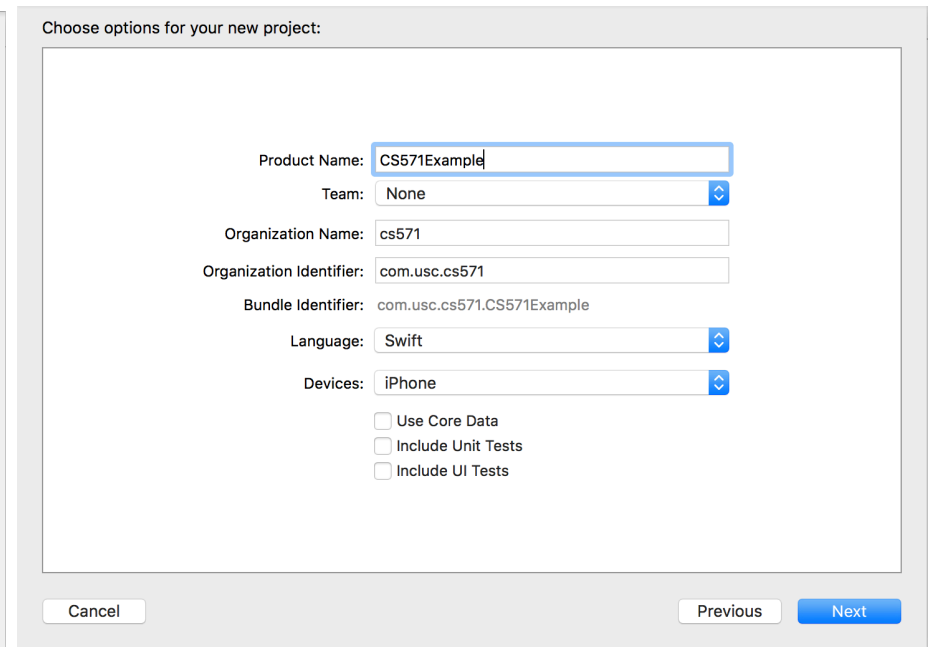 Choose options for your new project:
Product Name: CS571Example
Team: None
Organization Name: cs571
Organization Identifier: com.usc.cs571
Bundle Identifier: com.usc.cs571.CS571Example
Language: Swift
Devices: iPhone
Use Core Data
Include Unit Tests
Include UI Tests
Cancel Previous Next